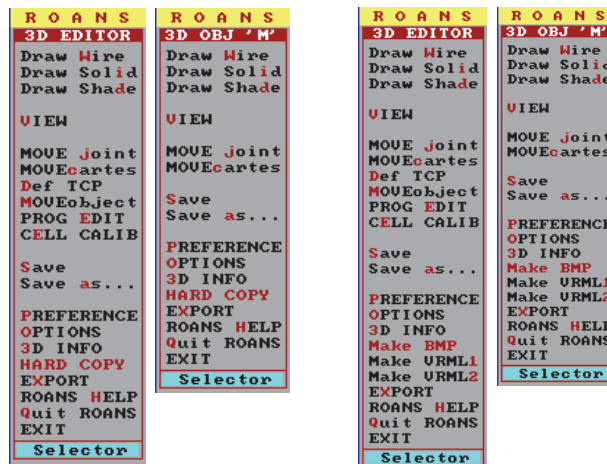 R O A N S
3D EDITOR
Draw Wire
Draw Solid
Draw Shade
VIEW
MOVE joint
MOVEcartes
Def TCP
MOVEobject
PROG EDIT
CELL CALIB
Save
Save as...
PREFERENCE
OPTIONS
3D INFO
HARD COPY
EXPORT
ROANS HELP
Quit ROANS
EXIT
Selector
R O A N S
3D OBJ 'M'
Draw Wire
Draw Solid
Draw Shade
VIEW
MOVE joint
MOVEcartes
Save
Save as...
PREFERENCE
OPTIONS
3D INFO
HARD COPY
EXPORT
ROANS HELP
Quit ROANS
EXIT
Selector
R O A N S
3D EDITOR
Draw Wire
Draw Solid
Draw Shade
VIEW
MOVE joint
MOVEcartes
Def TCP
MOVEobject
PROG EDIT
CELL CALIB
Save
Save as...
PREFERENCE
OPTIONS
3D INFO
Make BMP
Make VRML1
Make VRML2
EXPORT
ROANS HELP
Quit ROANS
EXIT
Selector
R O A N S
3D OBJ 'M'
Draw Wire
Draw Solid
Draw Shade
VIEW
MOVE joint
MOVEcartes
Save
Save as...
PREFERENCE
OPTIONS
3D INFO
Make BMP
Make VRML1
Make VRML2
EXPORT
ROANS HELP
Quit ROANS
EXIT
Selector